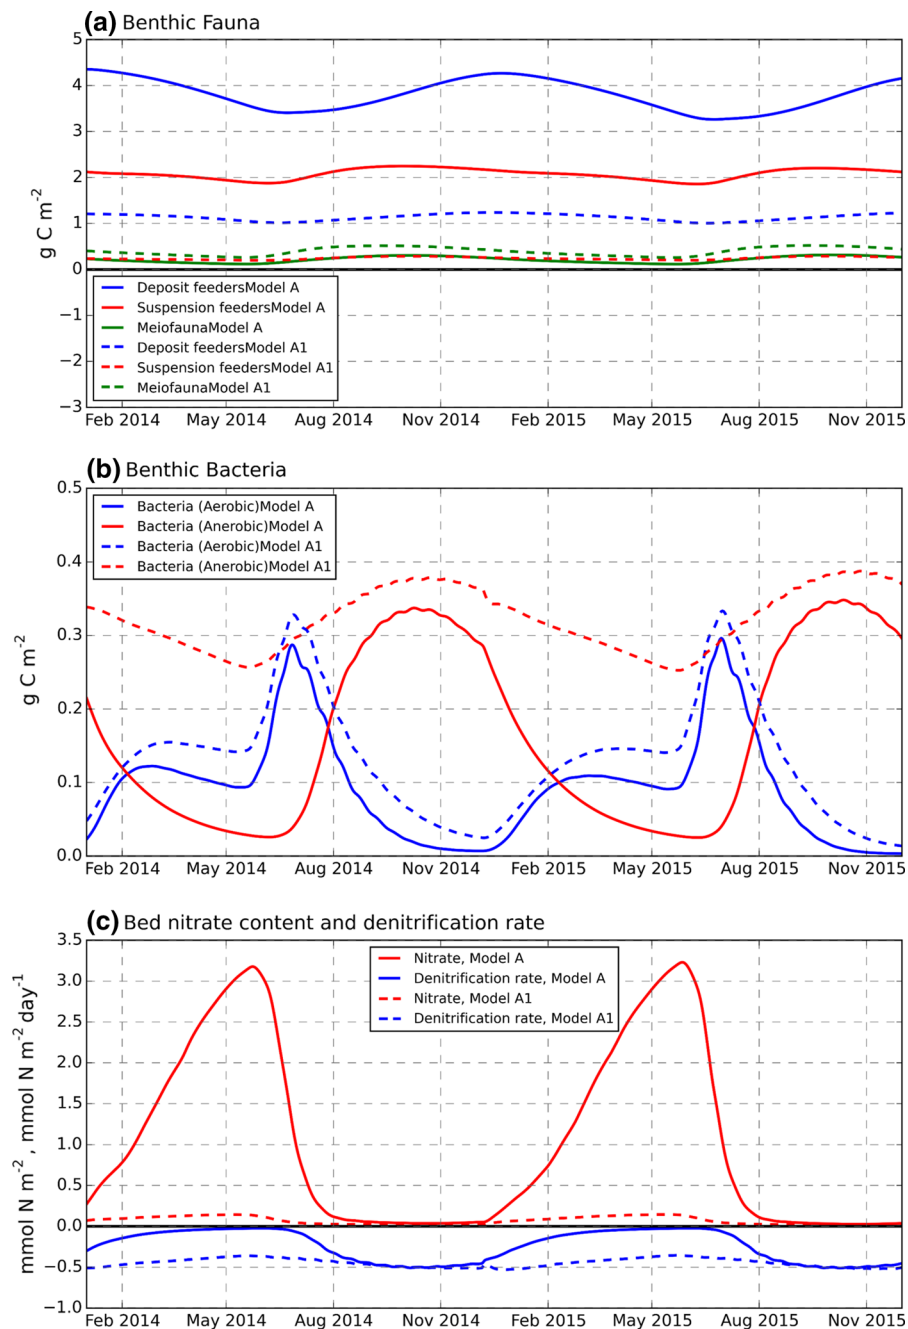 (a) Benthic Fauna
5
4
3
2
1
0
−1
−2
−3
g C m-2
Deposit feedersModel A
Suspension feedersModel A
MeiofaunaModel A
Deposit feedersModel A1
Suspension feedersModel A1
MeiofaunaModel A1
Feb 2014 May 2014 Aug 2014 Nov 2014 Feb 2015 May 2015 Aug 2015 Nov 2015
(b) Benthic Bacteria
0.5
0.4
0.3
0.2
0.1
0.0
g C m-2
Bacteria (Aerobic)Model A
Bacteria (Anerobic)Model A
Bacteria (Aerobic)Model A1
Bacteria (Anerobic)Model A1
Feb 2014 May 2014 Aug 2014 Nov 2014 Feb 2015 May 2015 Aug 2015 Nov 2015
(c) Bed nitrate content and denitrification rate
3.5
3.0
2.5
2.0
1.5
1.0
0.5
0.0
−0.5
−1.0
mmol N m-2 , mmol N m-2 day-1
Nitrate, Model A
Denitrification rate, Model A
Nitrate, Model A1
Denitrification rate, Model A1
Feb 2014 May 2014 Aug 2014 Nov 2014 Feb 2015 May 2015 Aug 2015 Nov 2015